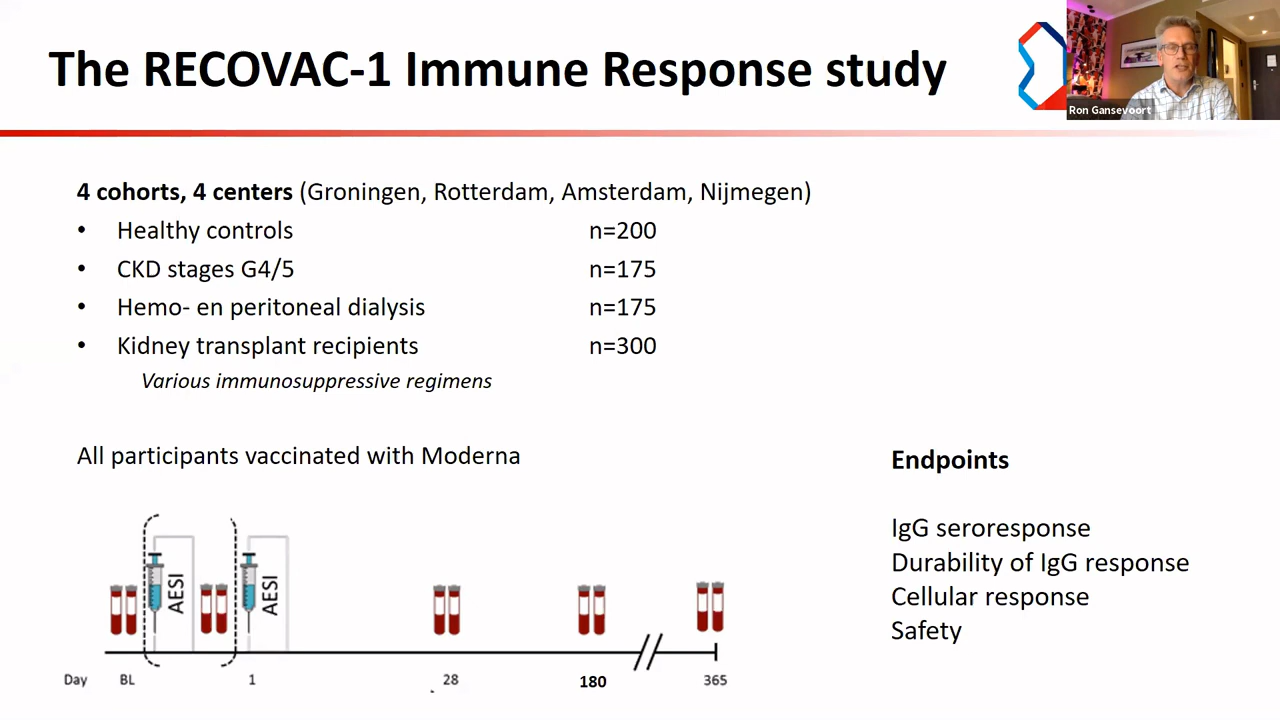 The RECOVAC-1 Immune Response study
Ron Gansevoort
4 cohorts, 4 centers (Groningen, Rotterdam, Amsterdam, Nijmegen)
• Healthy controls n=200
• CKD stages G4/5 n=175
• Hemo- en peritoneal dialysis n=175
• Kidney transplant recipients n=300
Various immunosuppressive regimens
All participants vaccinated with Moderna
AESI
AESI
Day BL 1 28 180 365
Endpoints
IgG seroresponse
Durability of IgG response
Cellular response
Safety